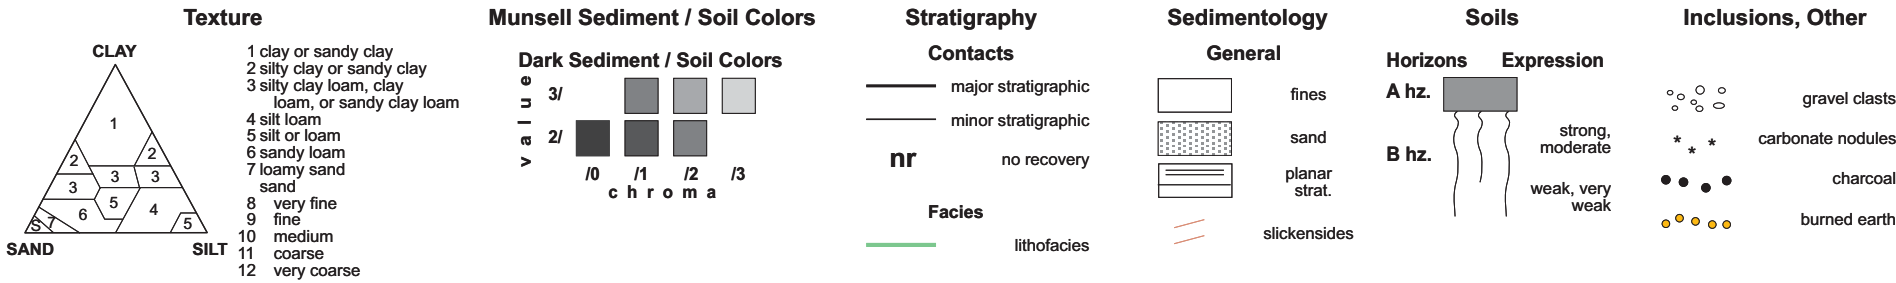 Texture
CLAY
1
2
2
3
3
3
5
4
6
7
S
5
SAND
SILT
1 clay or sandy clay
2 silty clay or sandy clay
3 silty clay loam, clay
loam, or sandy clay loam
4 silt loam
5 silt or loam
6 sandy loam
7 loamy sand
sand
8 very fine
9 fine
10 medium
11 coarse
12 very coarse
Munsell Sediment / Soil Colors
Dark Sediment / Soil Colors
value
3/
2/
/0 /1 /2 /3
chroma
Stratigraphy
Contacts
major stratigraphic
minor stratigraphic
nr no recovery
Facies
lithofacies
Sedimentology
General
fines
sand
planar
strat.
slickensides
Soils
Horizons Expression
A hz.
B hz.
strong,
moderate
weak, very
weak
Inclusions, Other
gravel clasts
carbonate nodules
charcoal
burned earth